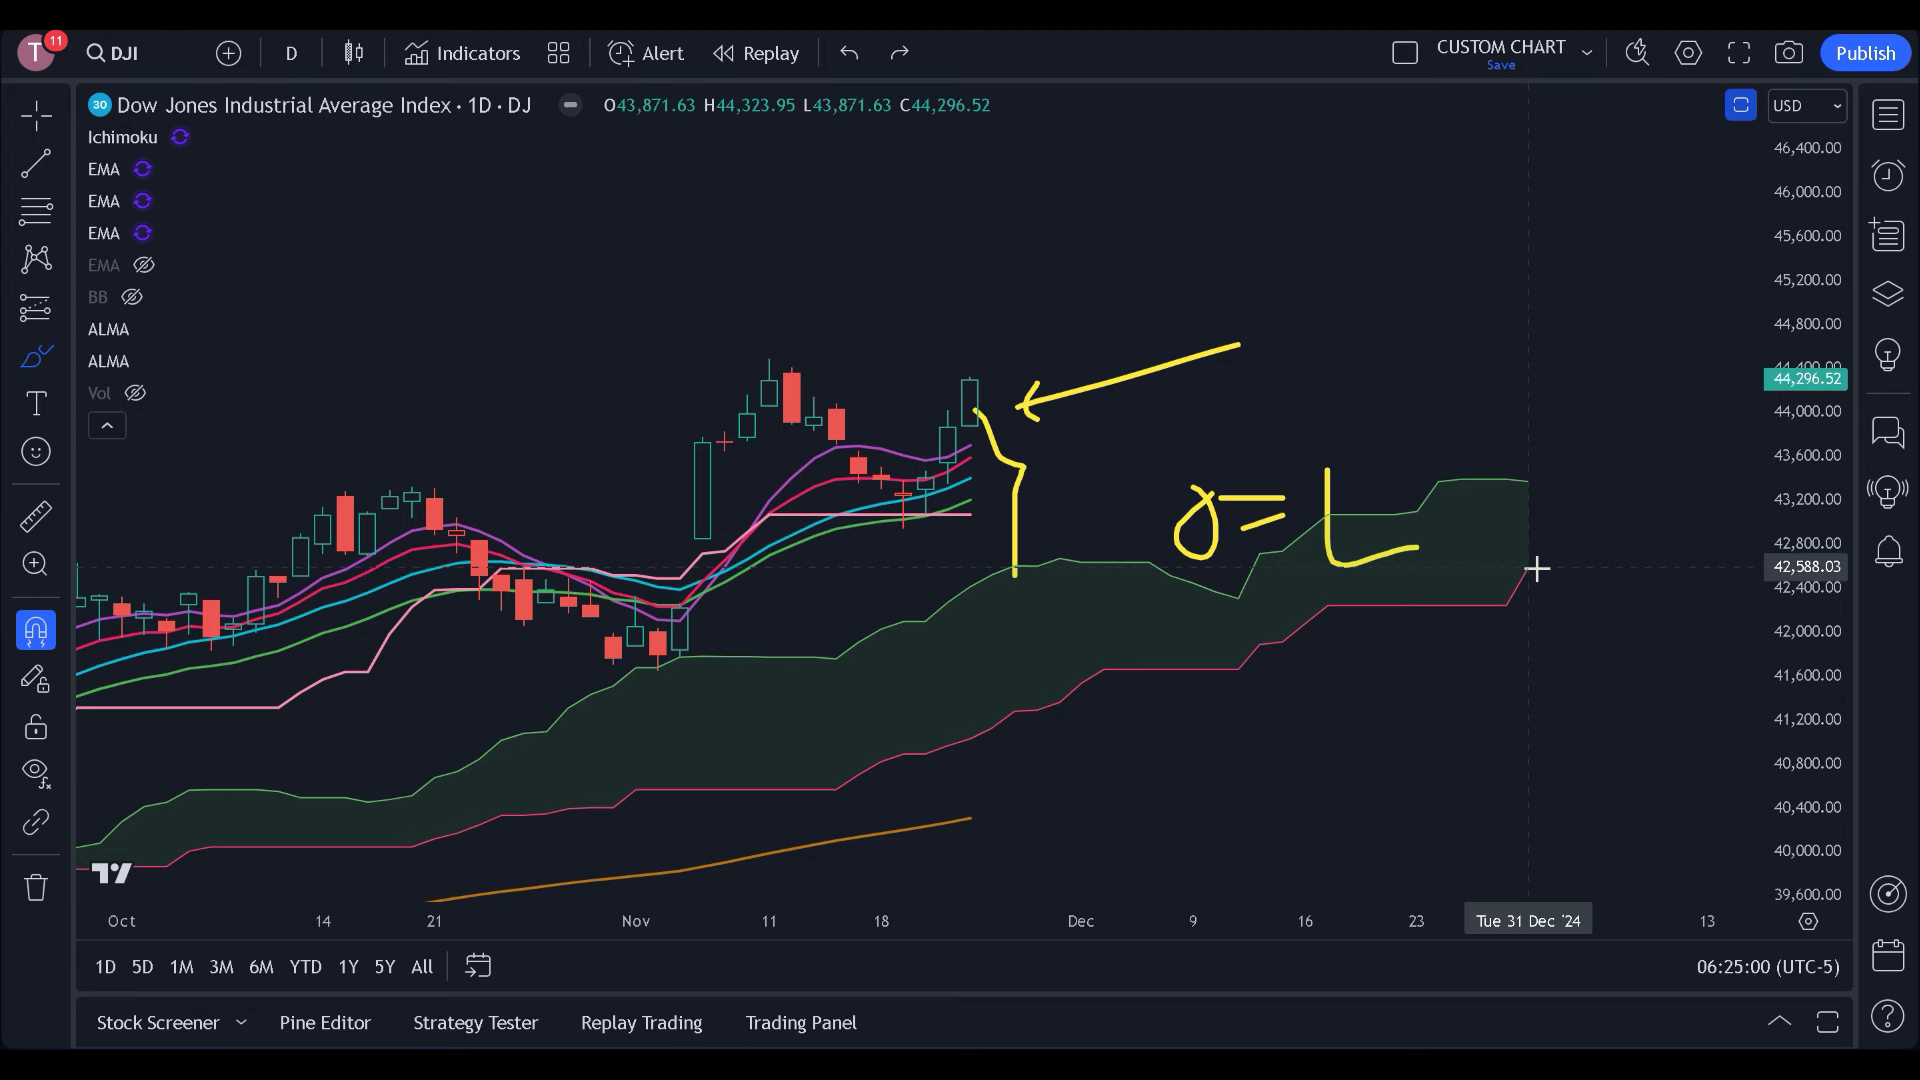 T 11 DJI D Indicators Alert Replay CUSTOM CHART Save Publish
30 Dow Jones Industrial Average Index · 1D · DJ O43,871.63 H44,323.95 L43,871.63 C44,296.52 USD
Ichimoku
EMA
EMA
EMA
EMA
BB
ALMA
ALMA
Vol
46,400.00
46,000.00
45,600.00
45,200.00
44,800.00
44,400.00
44,296.52
44,000.00
43,600.00
43,200.00
42,800.00
42,588.03
42,400.00
42,000.00
41,600.00
41,200.00
40,800.00
40,400.00
40,000.00
39,600.00
Oct 14 21 Nov 11 18 Dec 9 16 23 Tue 31 Dec '24 13
1D 5D 1M 3M 6M YTD 1Y 5Y All 06:25:00 (UTC-5)
Stock Screener Pine Editor Strategy Tester Replay Trading Trading Panel